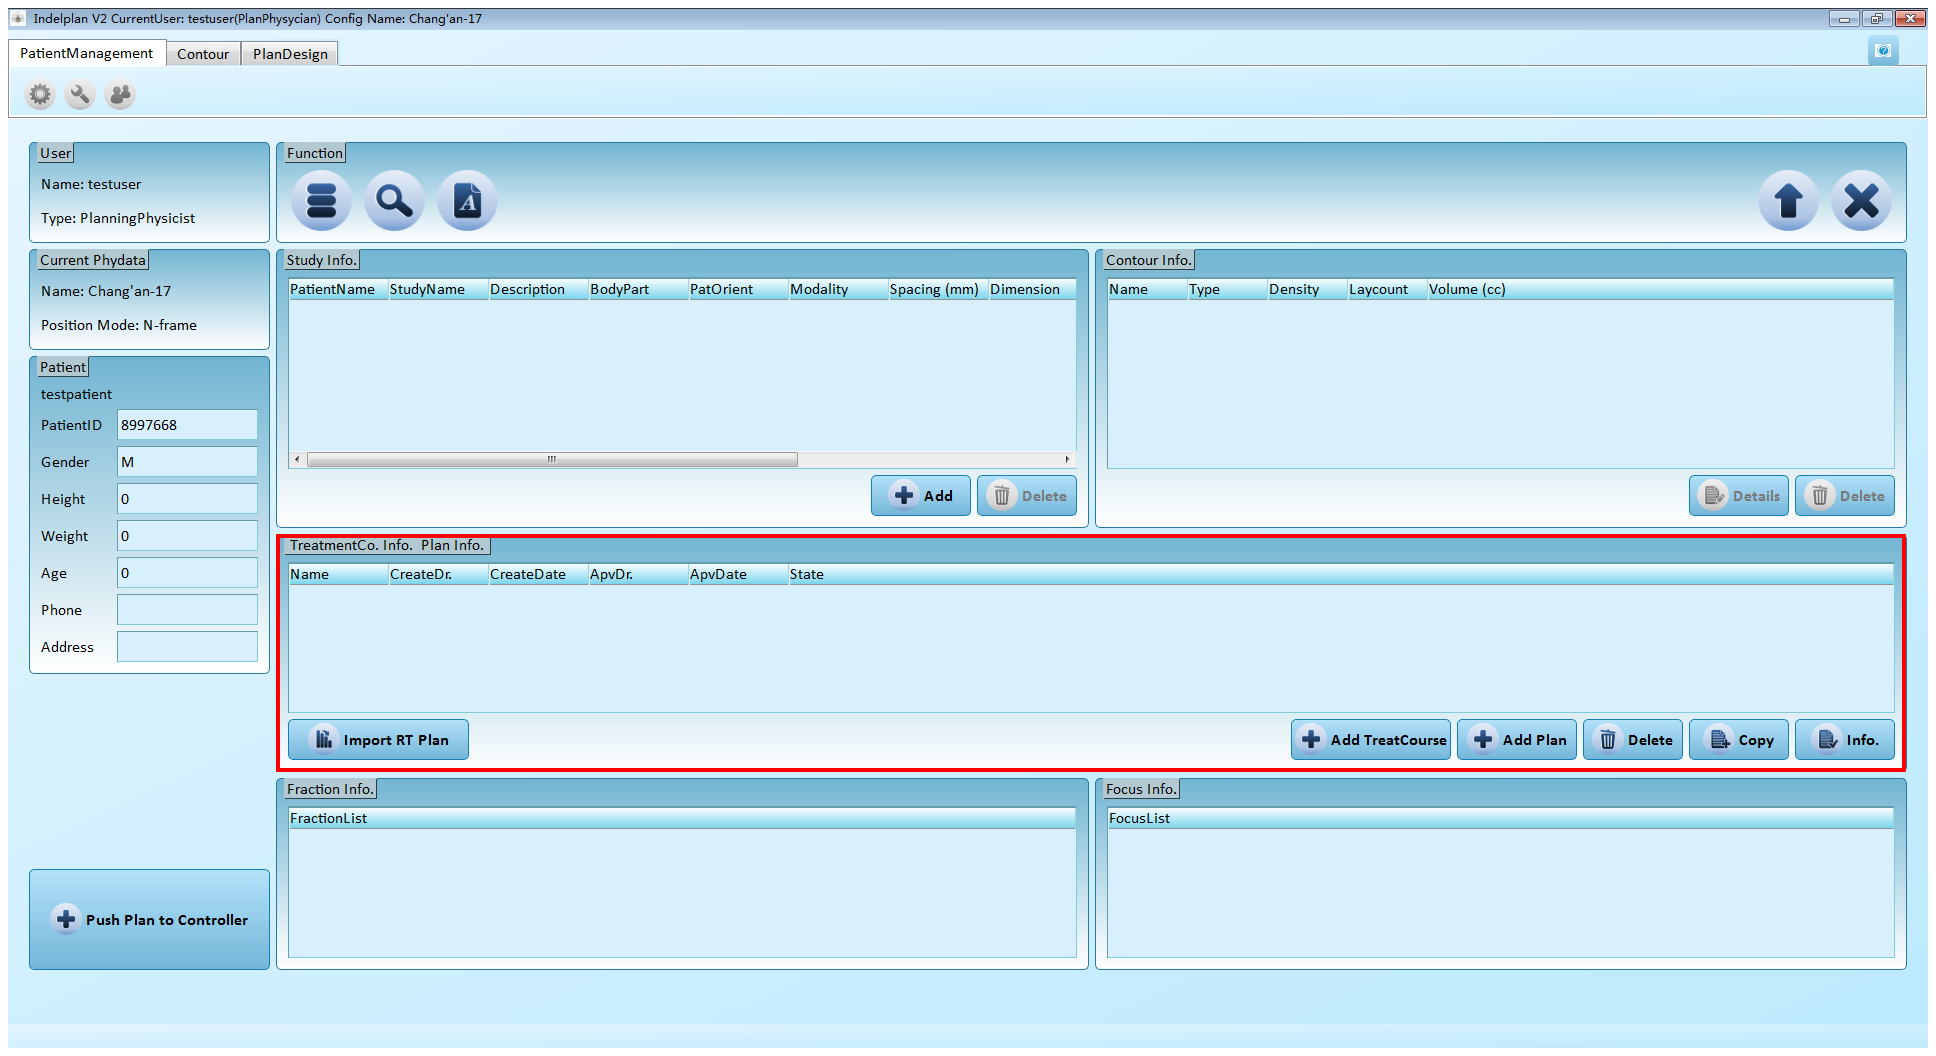 Indelplan V2 CurrentUser: testuser(PlanPhysycian) Config Name: Chang'an-17
PatientManagement Contour PlanDesign
User
Name: testuser
Type: PlanningPhysicist
Function
Current Phydata
Name: Chang'an-17
Position Mode: N-frame
Study Info.
PatientName StudyName Description BodyPart PatOrient Modality Spacing (mm) Dimension
Add Delete
Contour Info.
Name Type Density Laycount Volume (cc)
Details Delete
Patient
testpatient
PatientID 8997668
Gender M
Height 0
Weight 0
Age 0
Phone
Address
TreatmentCo. Info. Plan Info.
Name CreateDr. CreateDate ApvDr. ApvDate State
Import RT Plan Add TreatCourse Add Plan Delete Copy Info.
Fraction Info.
FractionList
Focus Info.
FocusList
Push Plan to Controller